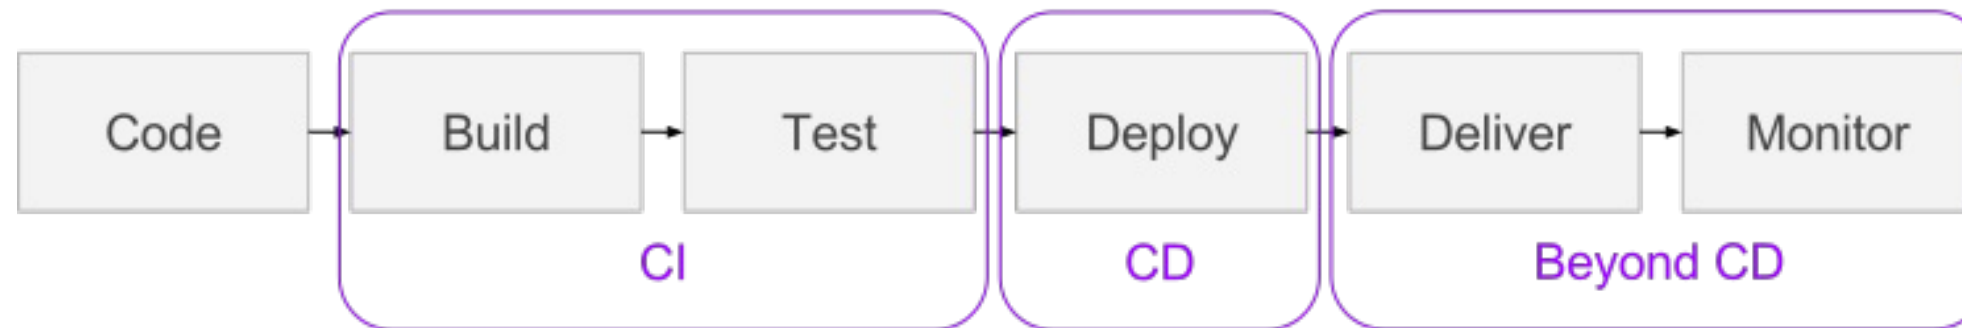 Code
Build
Test
Deploy
Deliver
Monitor
CI
CD
Beyond CD